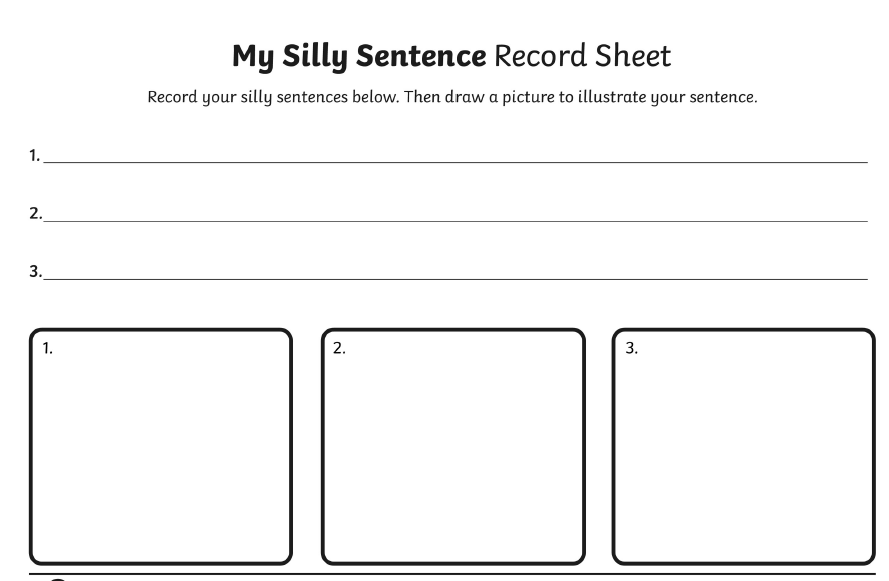 My Silly Sentence Record Sheet
Record your silly sentences below. Then draw a picture to illustrate your sentence.
1.
2.
3.
1. 2. 3.